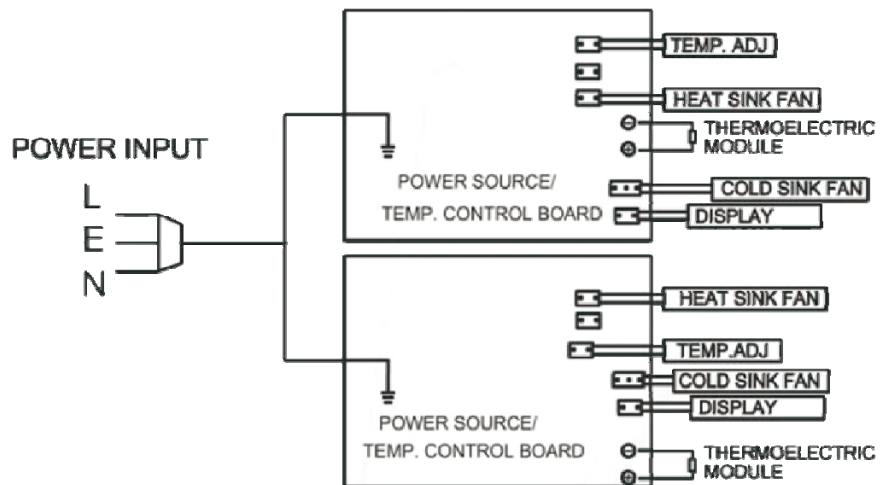 POWER INPUT
L
E
N
TEMP. ADJ
HEAT SINK FAN
THERMOELECTRIC
MODULE
COLD SINK FAN
DISPLAY
POWER SOURCE/
TEMP. CONTROL BOARD
HEAT SINK FAN
TEMP.ADJ
COLD SINK FAN
DISPLAY
THERMOELECTRIC
MODULE
POWER SOURCE/
TEMP. CONTROL BOARD